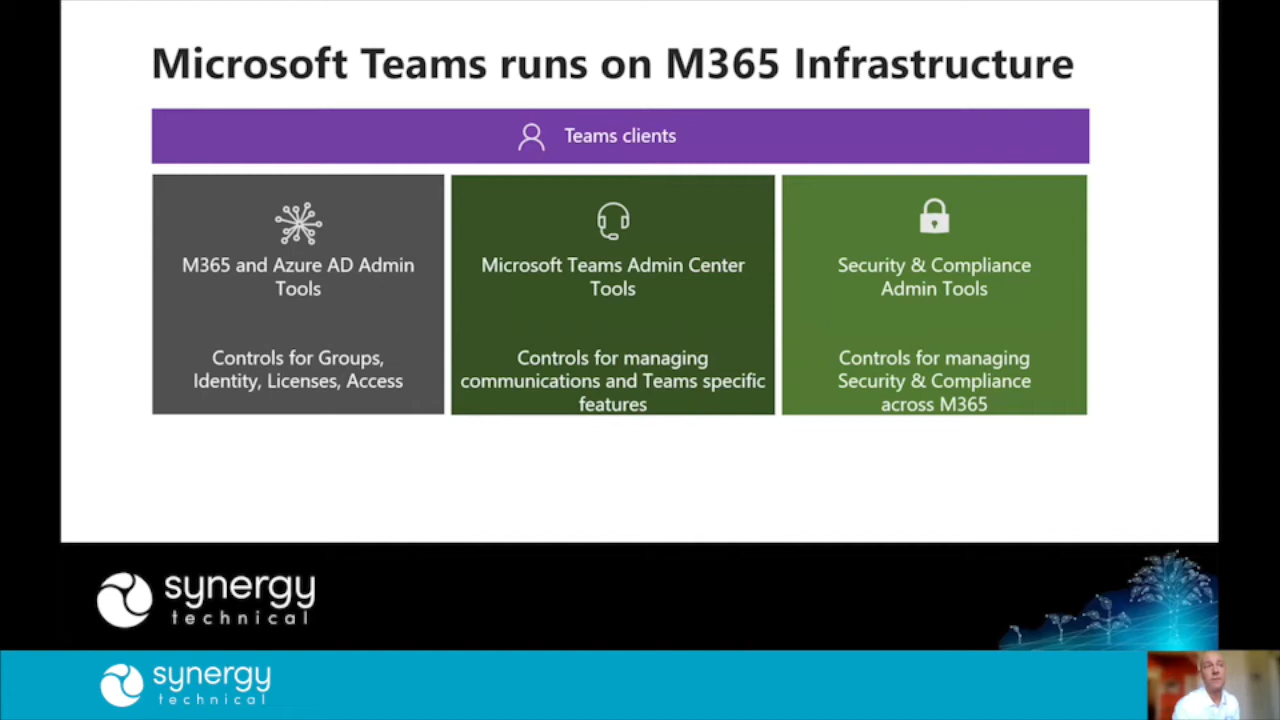 Microsoft Teams runs on M365 Infrastructure
Teams clients
M365 and Azure AD Admin
Tools
Controls for Groups,
Identity, Licenses, Access
Microsoft Teams Admin Center
Tools
Controls for managing
communications and Teams specific
features
Security & Compliance
Admin Tools
Controls for managing
Security & Compliance
across M365
synergy
technical
synergy
technical